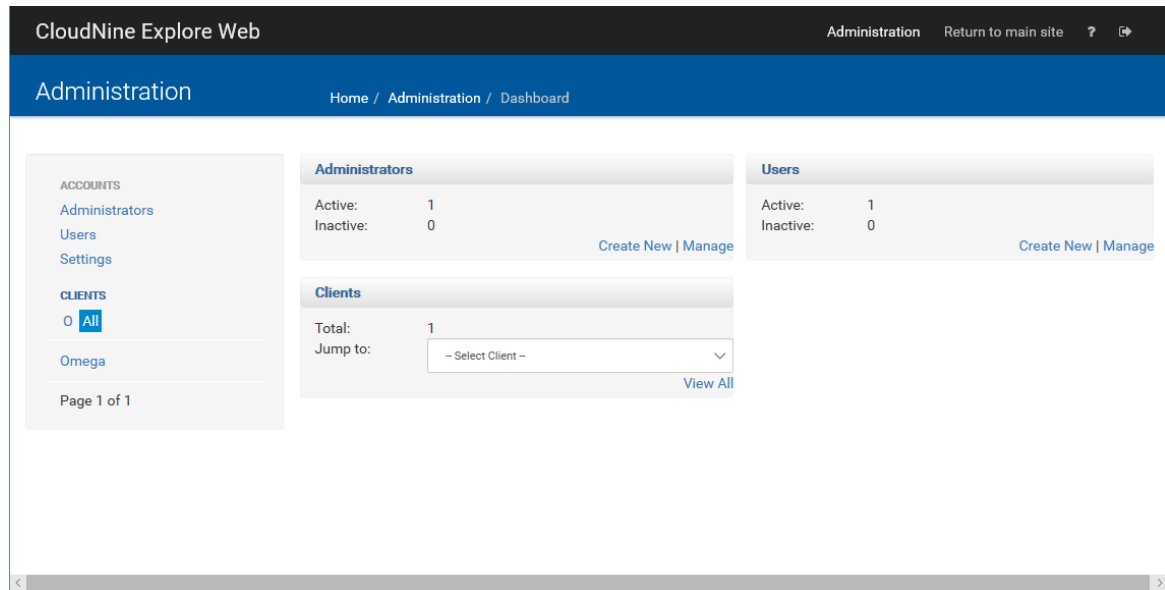 CloudNine Explore Web
Administration Return to main site ?
Administration
Home / Administration / Dashboard
ACCOUNTS
Administrators
Users
Settings
CLIENTS
O All
Omega
Page 1 of 1
Administrators
Active: 1
Inactive: 0
Create New | Manage
Users
Active: 1
Inactive: 0
Create New | Manage
Clients
Total: 1
Jump to: -- Select Client --
View All